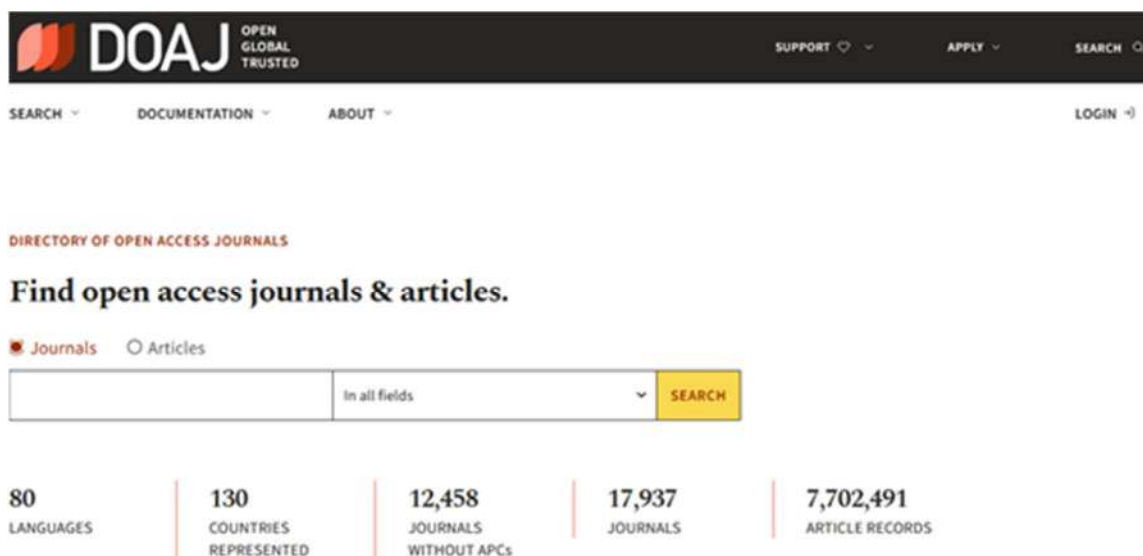 DOAJ
OPEN
GLOBAL
TRUSTED
SUPPORT
APPLY
SEARCH
SEARCH
DOCUMENTATION
ABOUT
LOGIN
DIRECTORY OF OPEN ACCESS JOURNALS
Find open access journals & articles.
Journals
Articles
In all fields
SEARCH
80
LANGUAGES
130
COUNTRIES
REPRESENTED
12,458
JOURNALS
WITHOUT APCs
17,937
JOURNALS
7,702,491
ARTICLE RECORDS